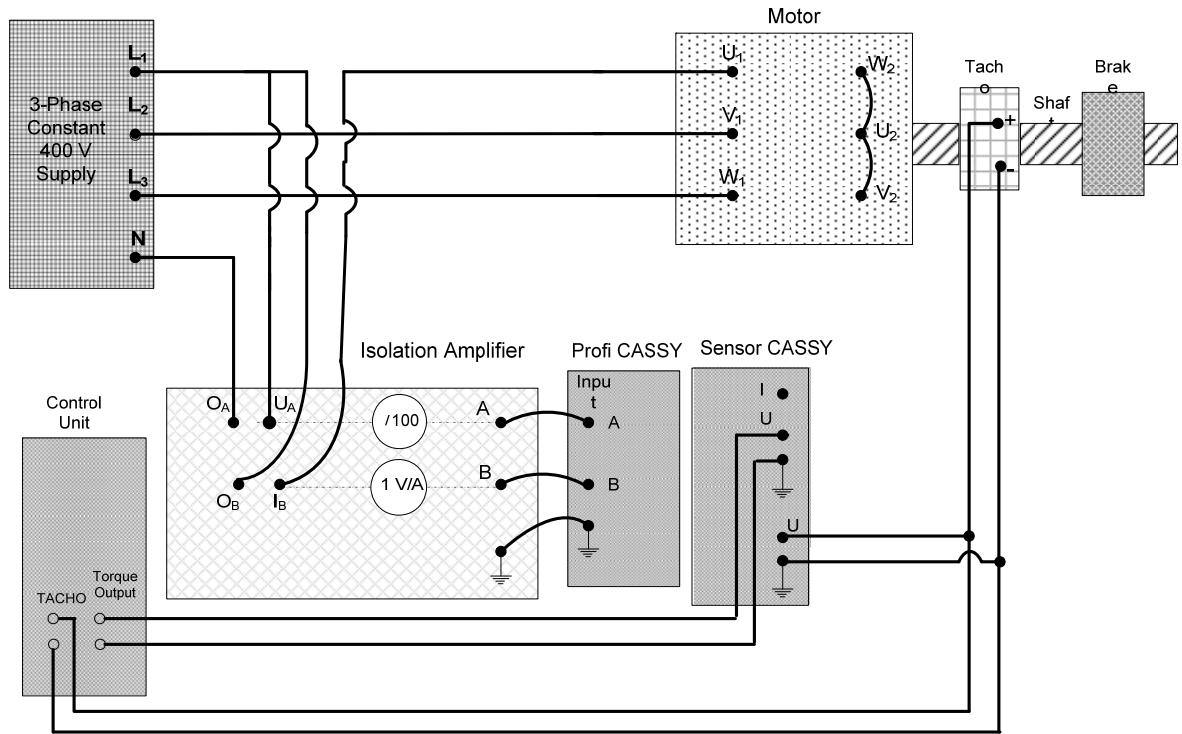 Motor
3-Phase
Constant
400 V
Supply
L1
L2
L3
N
U1
V1
W1
W2
U2
V2
Tach
o
+
-
Shaf
t
Brak
e
Isolation Amplifier
OA
UA
/100
A
OB
IB
1 V/A
B
Profi CASSY
Inpu
t
A
B
Sensor CASSY
I
U
U
Control
Unit
TACHO
Torque
Output